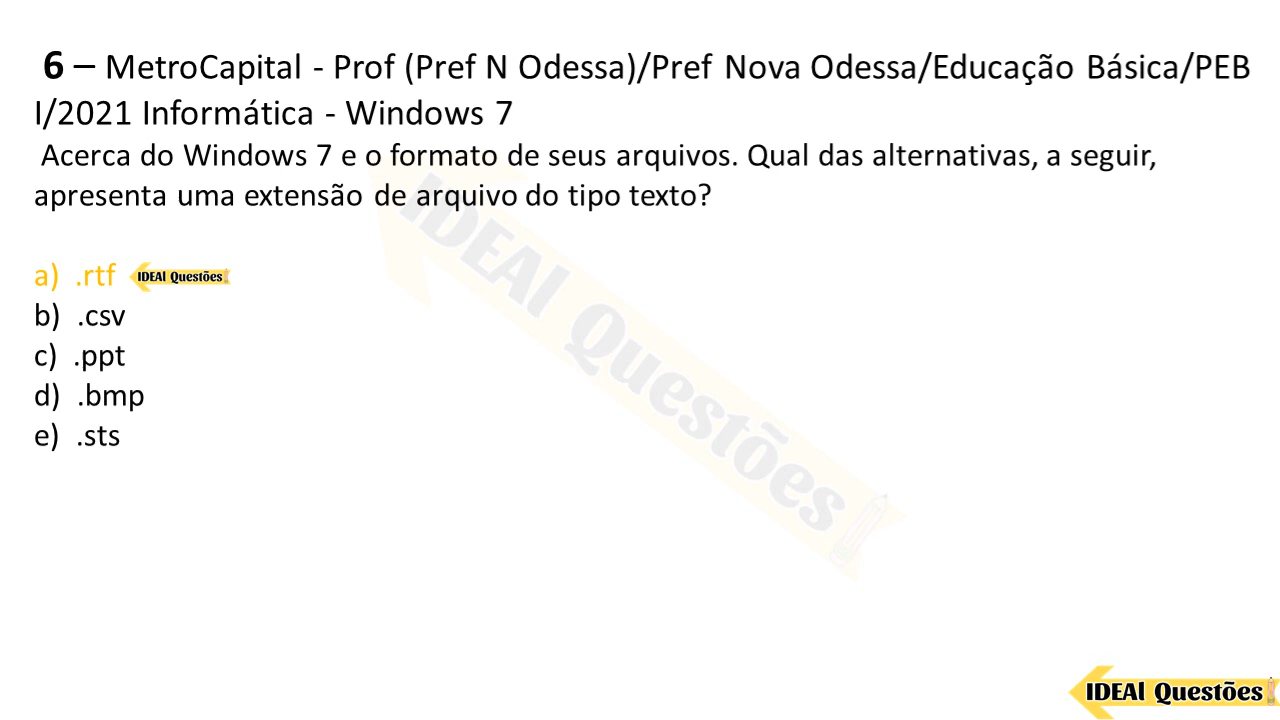 6 – MetroCapital - Prof (Pref N Odessa)/Pref Nova Odessa/Educação Básica/PEB
I/2021 Informática - Windows 7
Acerca do Windows 7 e o formato de seus arquivos. Qual das alternativas, a seguir,
apresenta uma extensão de arquivo do tipo texto?
a) .rtf IDEAl Questões
b) .csv
c) .ppt
d) .bmp
e) .sts
IDEAl Questões
IDEAl Questões